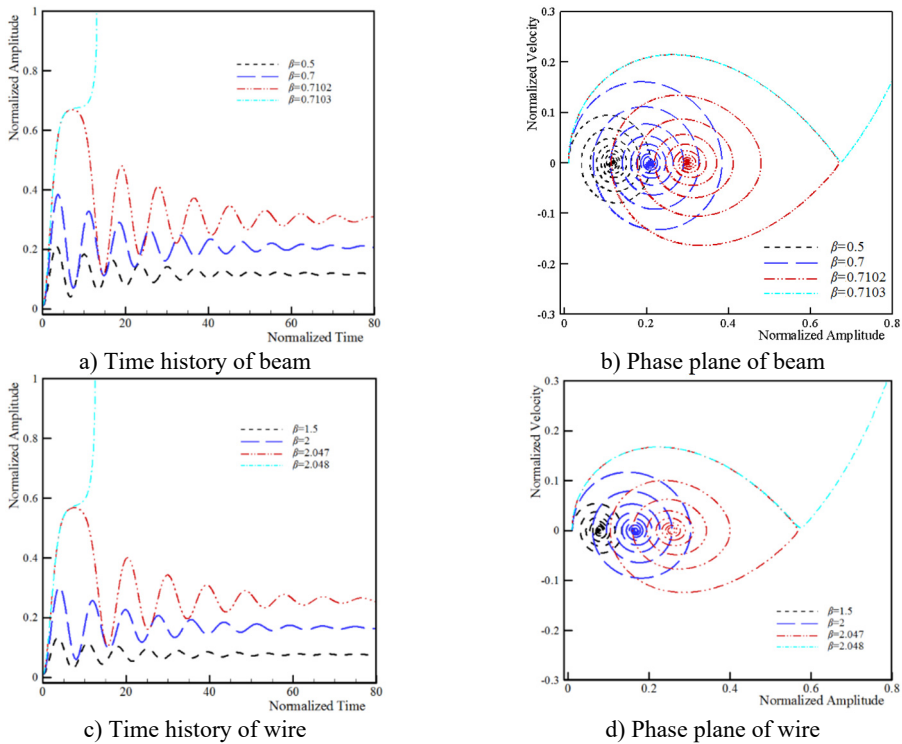 Normalized Amplitude
1
0.8
0.6
0.4
0.2
0
0
20
40
60
80
Normalized Time
β=0.5
β=0.7
β=0.7102
β=0.7103
a) Time history of beam
Normalized Velocity
0.3
0.2
0.1
0
-0.1
-0.2
-0.3
0
0.2
0.4
0.6
0.8
Normalized Amplitude
β=0.5
β=0.7
β=0.7102
β=0.7103
b) Phase plane of beam
Normalized Amplitude
1
0.8
0.6
0.4
0.2
0
0
20
40
60
80
Normalized Time
β=1.5
β=2
β=2.047
β=2.048
c) Time history of wire
Normalized Velocity
0.3
0.2
0.1
0
-0.1
-0.2
-0.3
0
0.2
0.4
0.6
0.8
Normalized Amplitude
β=1.5
β=2
β=2.047
β=2.048
d) Phase plane of wire